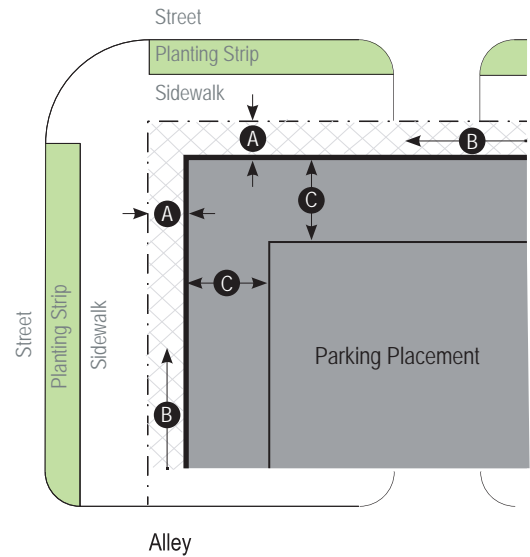 Street
Planting Strip
Sidewalk
A
B
A
C
C
Street
Planting Strip
Sidewalk
Parking Placement
B
Alley